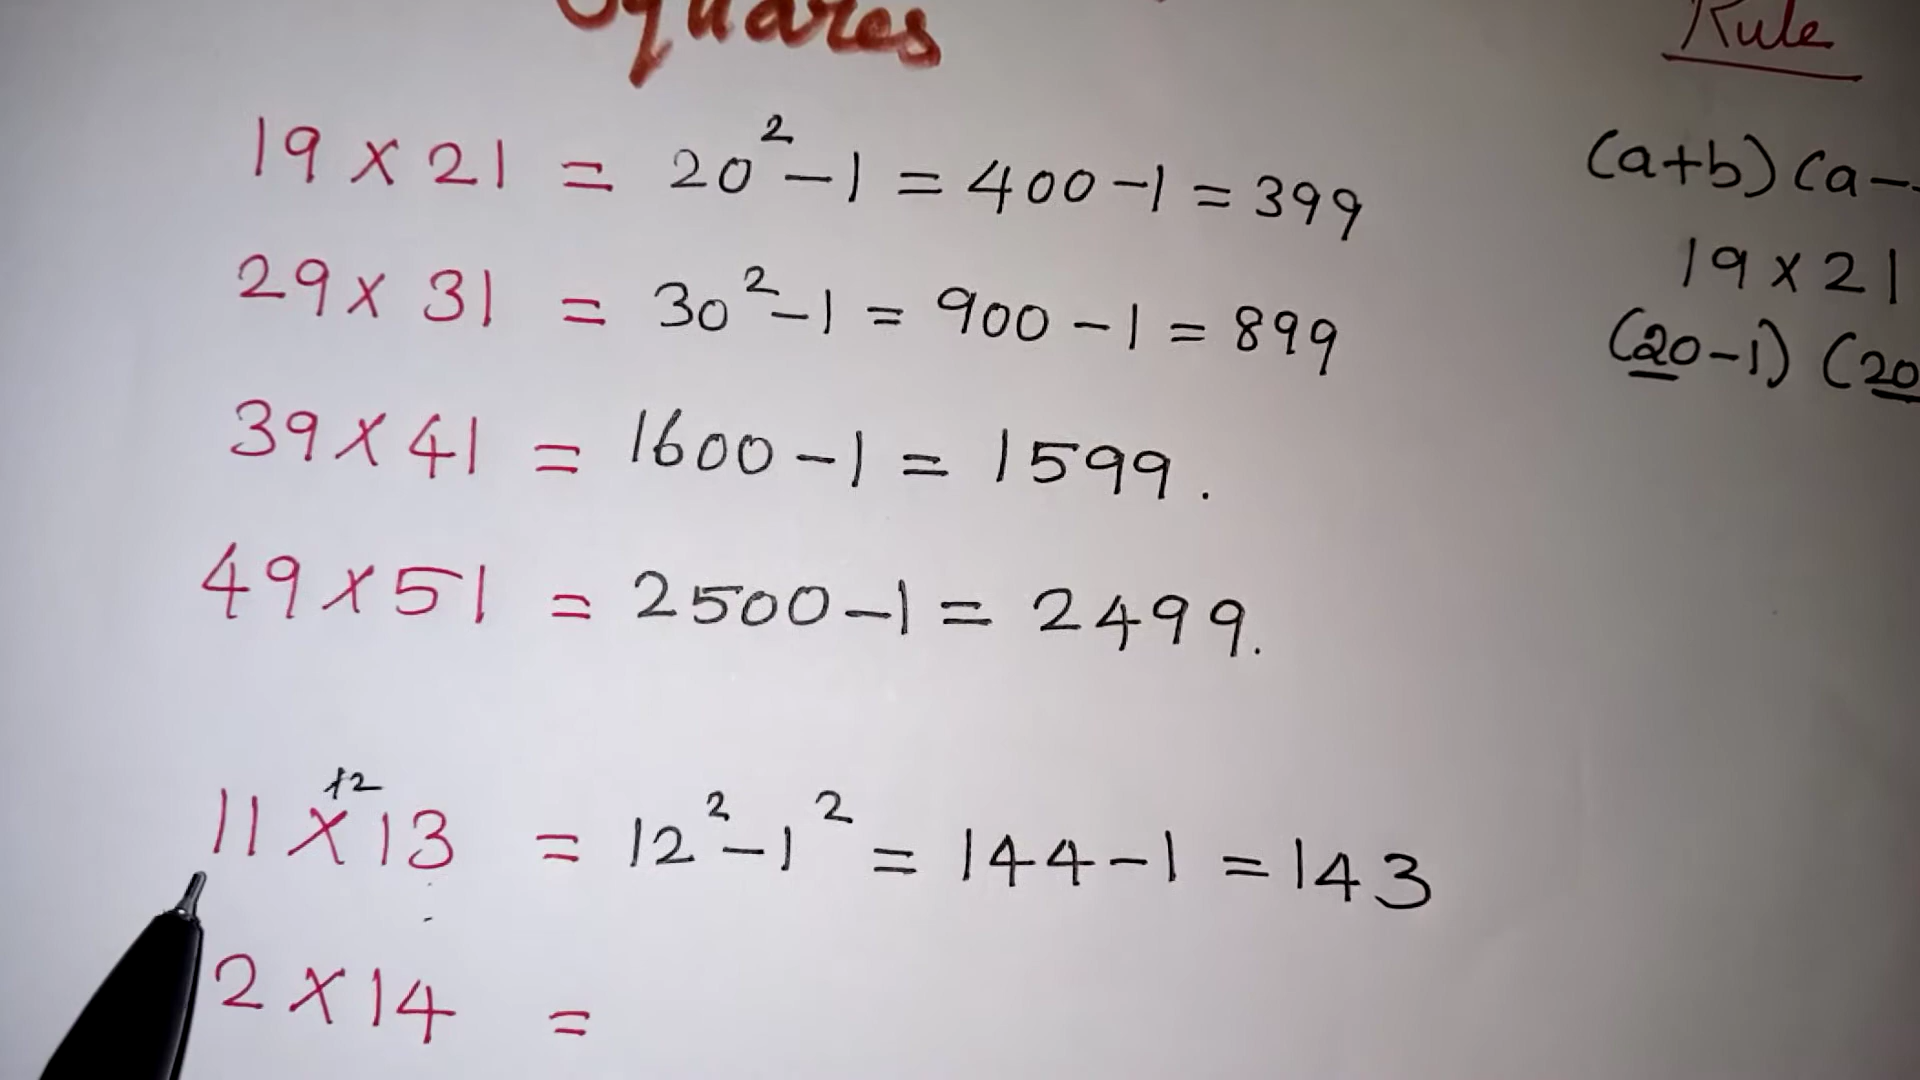 Squares
Rule
19 x 21 = 20² - 1 = 400 - 1 = 399
29 x 31 = 30² - 1 = 900 - 1 = 899
39 x 41 = 1600 - 1 = 1599.
49 x 51 = 2500 - 1 = 2499.
12
11 x 13 = 12² - 1² = 144 - 1 = 143
2 x 14 =
(a+b) (a-
19 x 21
(20-1) (20